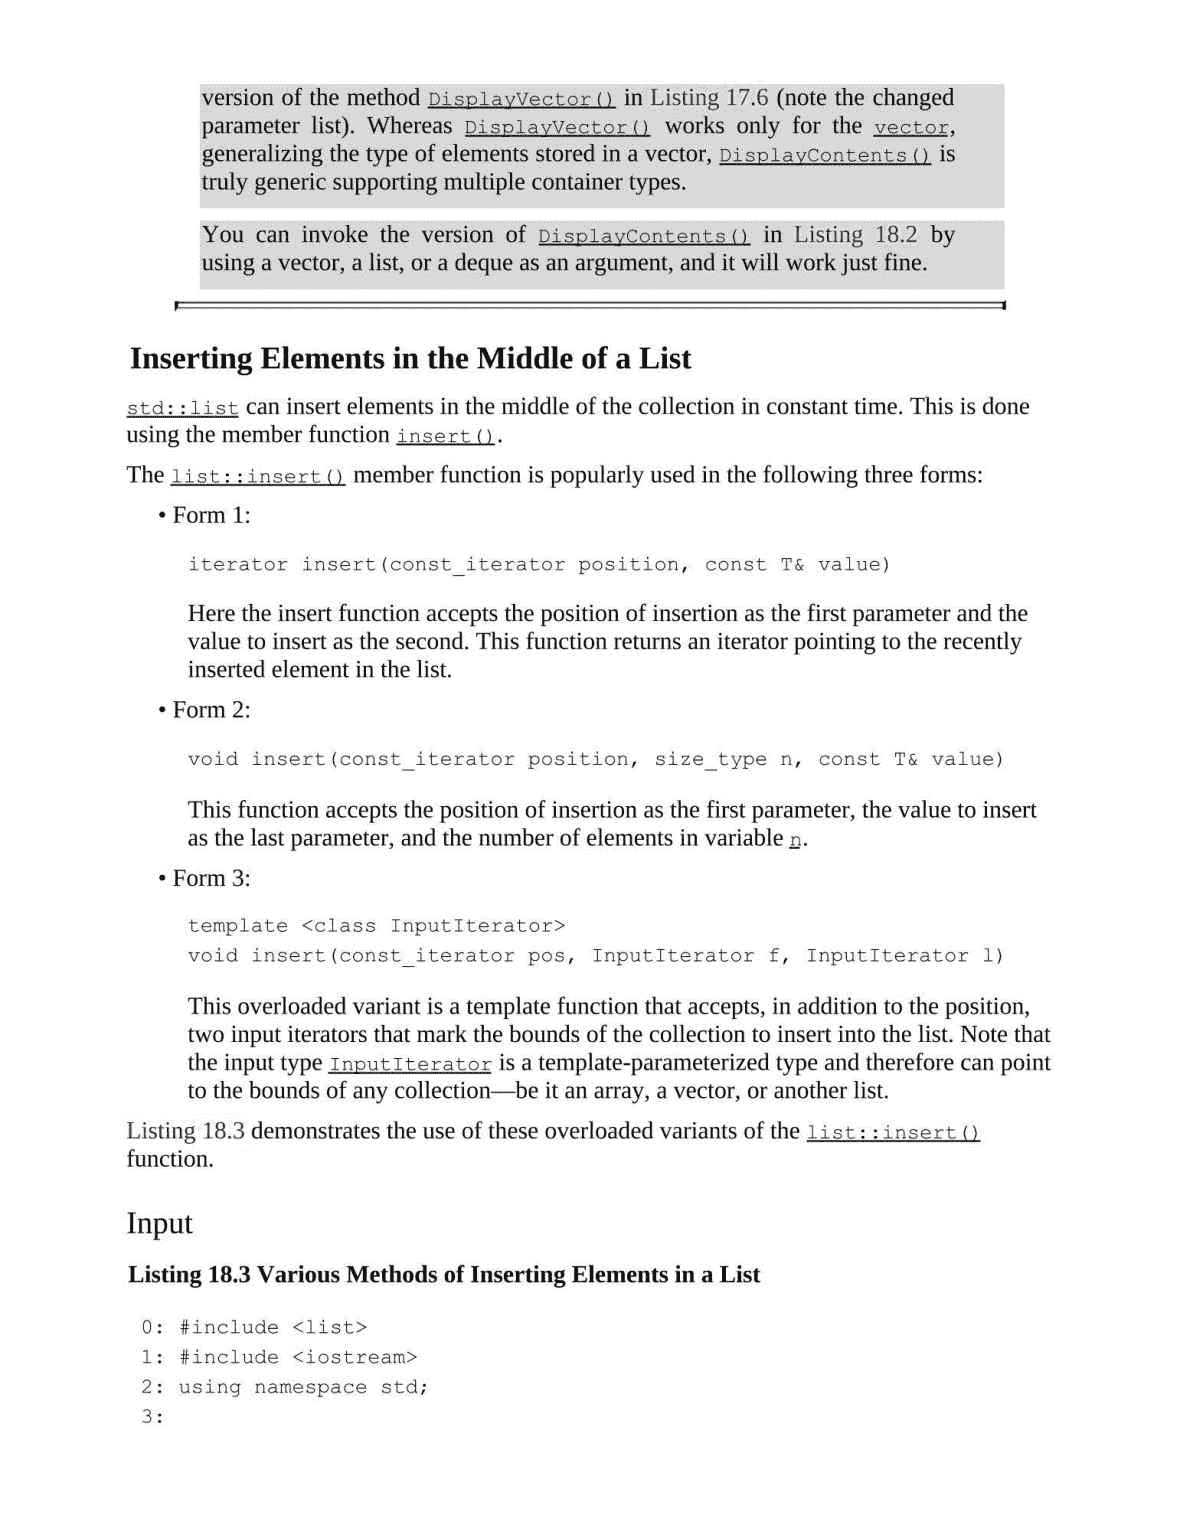 version of the method DisplayVector() in Listing 17.6 (note the changed
parameter list). Whereas DisplayVector() works only for the vector,
generalizing the type of elements stored in a vector, DisplayContents() is
truly generic supporting multiple container types.
You can invoke the version of DisplayContents() in Listing 18.2 by
using a vector, a list, or a deque as an argument, and it will work just fine.
Inserting Elements in the Middle of a List
std::list can insert elements in the middle of the collection in constant time. This is done
using the member function insert().
The list::insert() member function is popularly used in the following three forms:
• Form 1:
iterator insert(const_iterator position, const T& value)
Here the insert function accepts the position of insertion as the first parameter and the
value to insert as the second. This function returns an iterator pointing to the recently
inserted element in the list.
• Form 2:
void insert(const_iterator position, size_type n, const T& value)
This function accepts the position of insertion as the first parameter, the value to insert
as the last parameter, and the number of elements in variable n.
• Form 3:
template <class InputIterator>
void insert(const_iterator pos, InputIterator f, InputIterator l)
This overloaded variant is a template function that accepts, in addition to the position,
two input iterators that mark the bounds of the collection to insert into the list. Note that
the input type InputIterator is a template-parameterized type and therefore can point
to the bounds of any collection—be it an array, a vector, or another list.
Listing 18.3 demonstrates the use of these overloaded variants of the list::insert()
function.
Input
Listing 18.3 Various Methods of Inserting Elements in a List
0: #include <list>
1: #include <iostream>
2: using namespace std;
3: